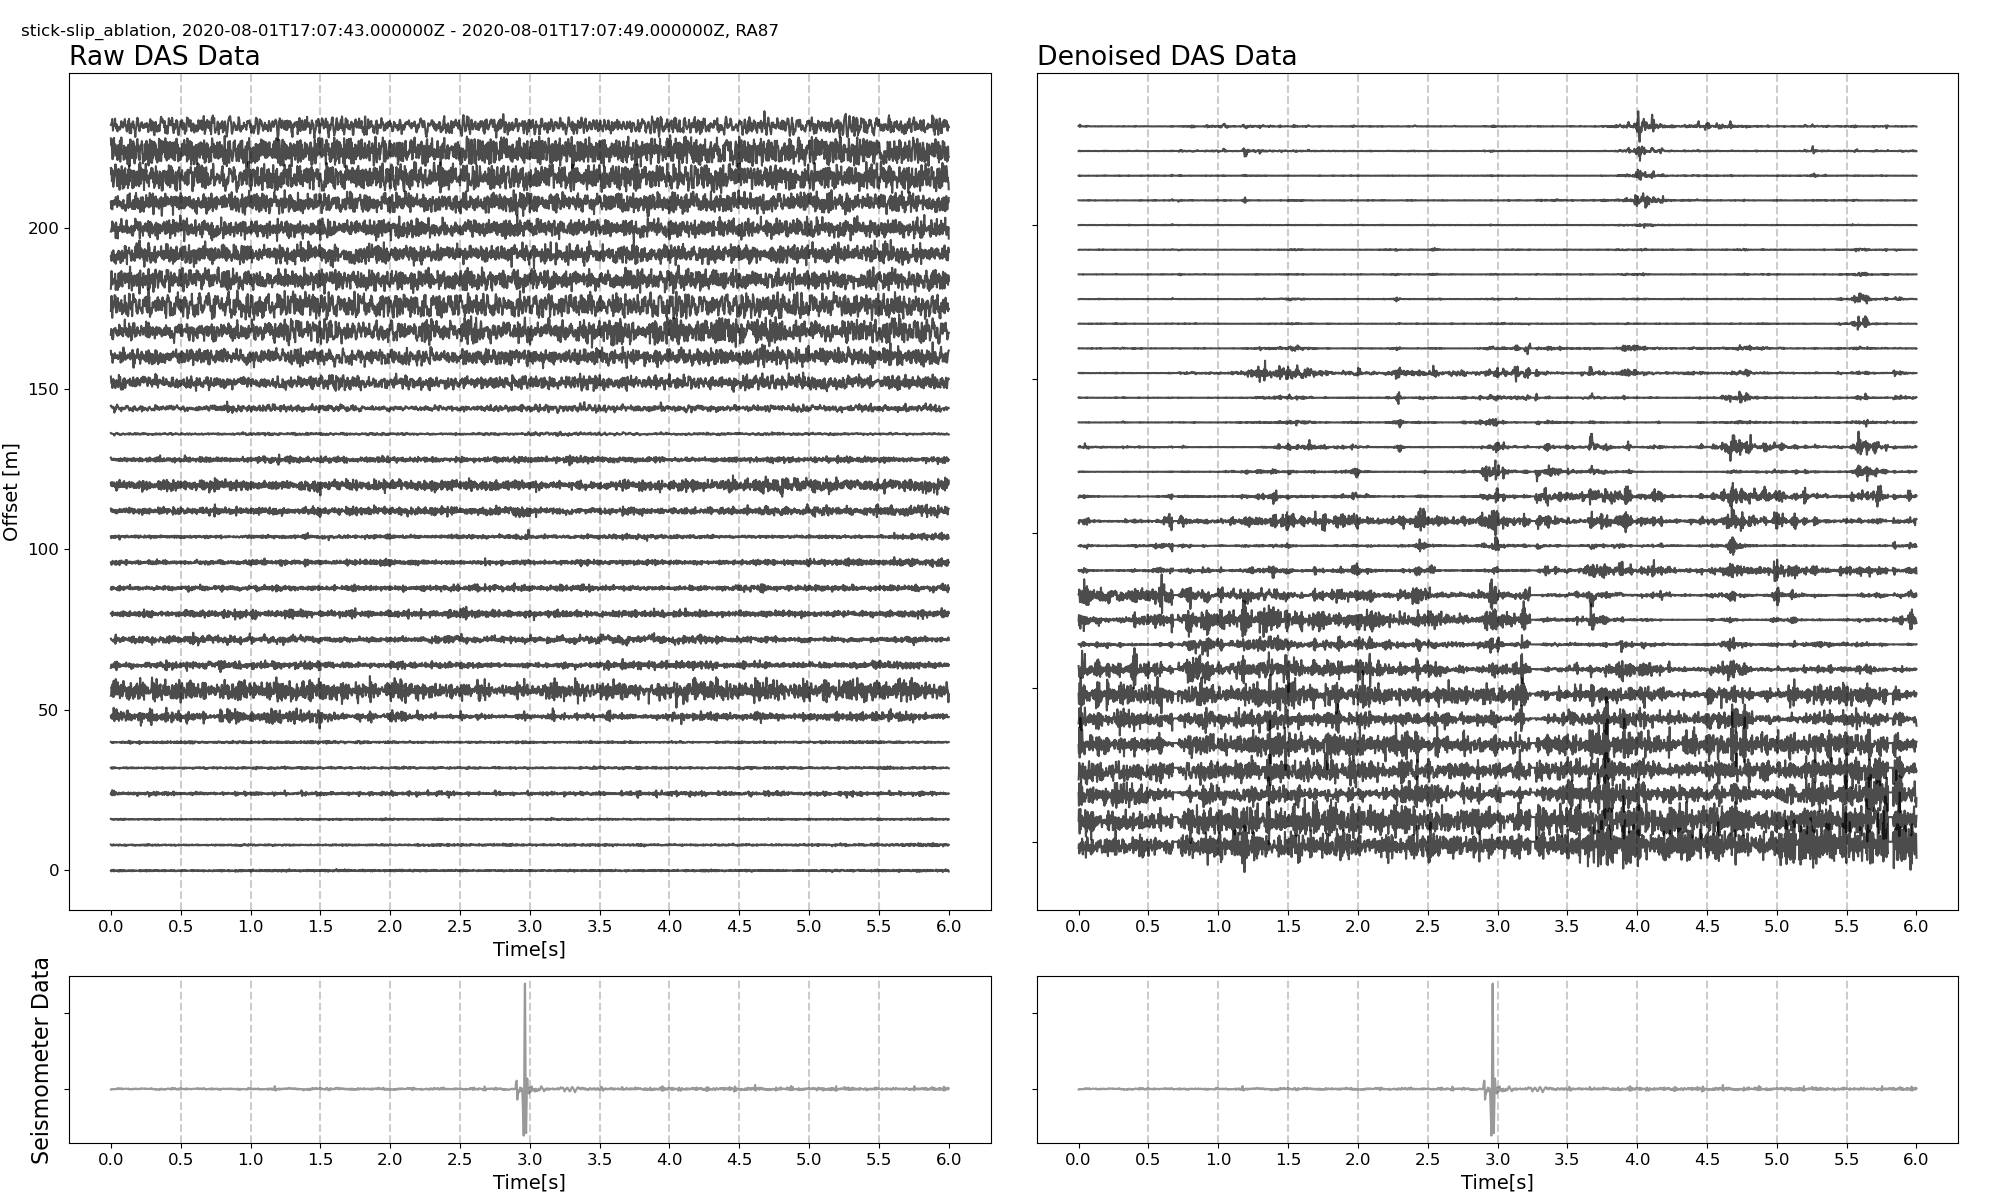 stick-slip_ablation, 2020-08-01T17:07:43.000000Z - 2020-08-01T17:07:49.000000Z, RA87
Raw DAS Data
Denoised DAS Data
Offset [m]
200
150
100
50
0
0.0 0.5 1.0 1.5 2.0 2.5 3.0 3.5 4.0 4.5 5.0 5.5 6.0
Time[s]
0.0 0.5 1.0 1.5 2.0 2.5 3.0 3.5 4.0 4.5 5.0 5.5 6.0
Seismometer Data
0.0 0.5 1.0 1.5 2.0 2.5 3.0 3.5 4.0 4.5 5.0 5.5 6.0
Time[s]
0.0 0.5 1.0 1.5 2.0 2.5 3.0 3.5 4.0 4.5 5.0 5.5 6.0
Time[s]